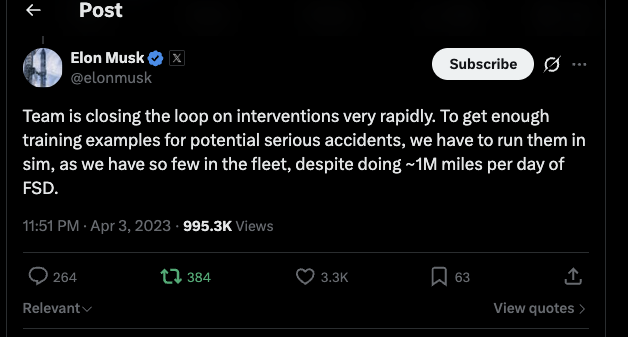 Post
Elon Musk
@elonmusk
Subscribe
Team is closing the loop on interventions very rapidly. To get enough
training examples for potential serious accidents, we have to run them in
sim, as we have so few in the fleet, despite doing ~1M miles per day of
FSD.
11:51 PM · Apr 3, 2023 · 995.3K Views
264 384 3.3K 63
Relevant View quotes